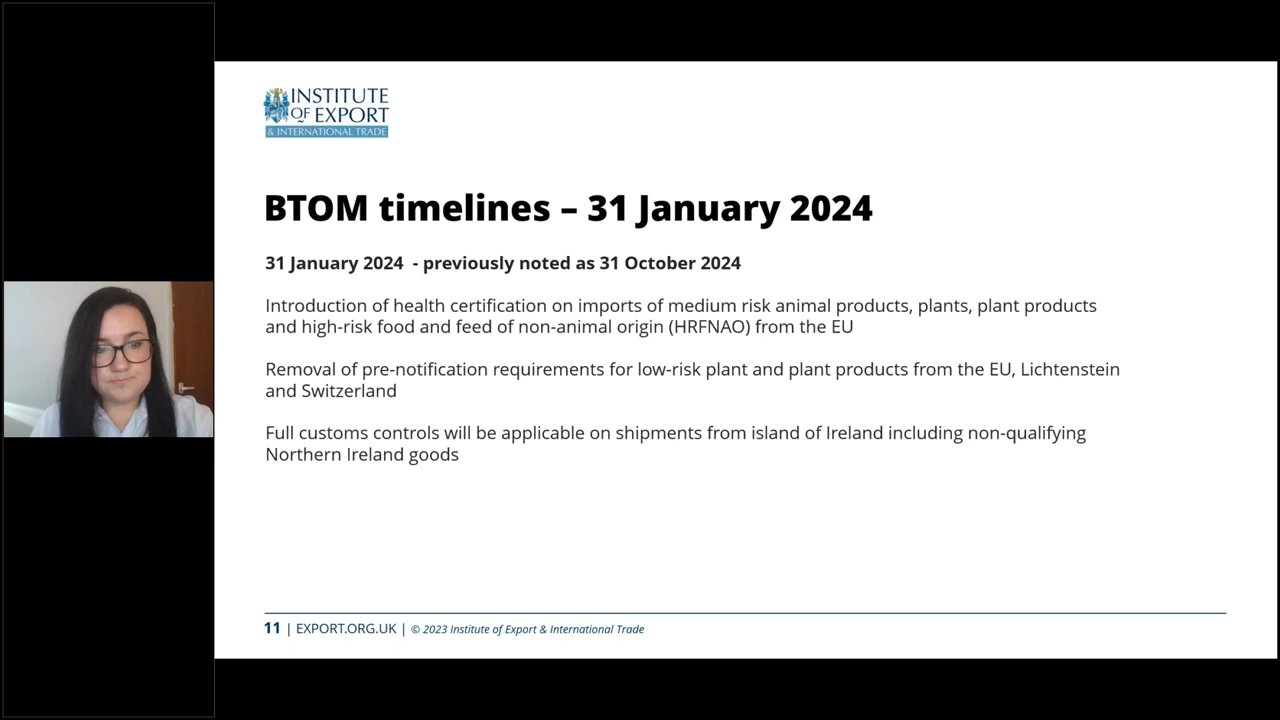 INSTITUTE
OF EXPORT
& INTERNATIONAL TRADE
BTOM timelines – 31 January 2024
31 January 2024 - previously noted as 31 October 2024
Introduction of health certification on imports of medium risk animal products, plants, plant products
and high-risk food and feed of non-animal origin (HRFNAO) from the EU
Removal of pre-notification requirements for low-risk plant and plant products from the EU, Lichtenstein
and Switzerland
Full customs controls will be applicable on shipments from island of Ireland including non-qualifying
Northern Ireland goods
11 | EXPORT.ORG.UK | © 2023 Institute of Export & International Trade